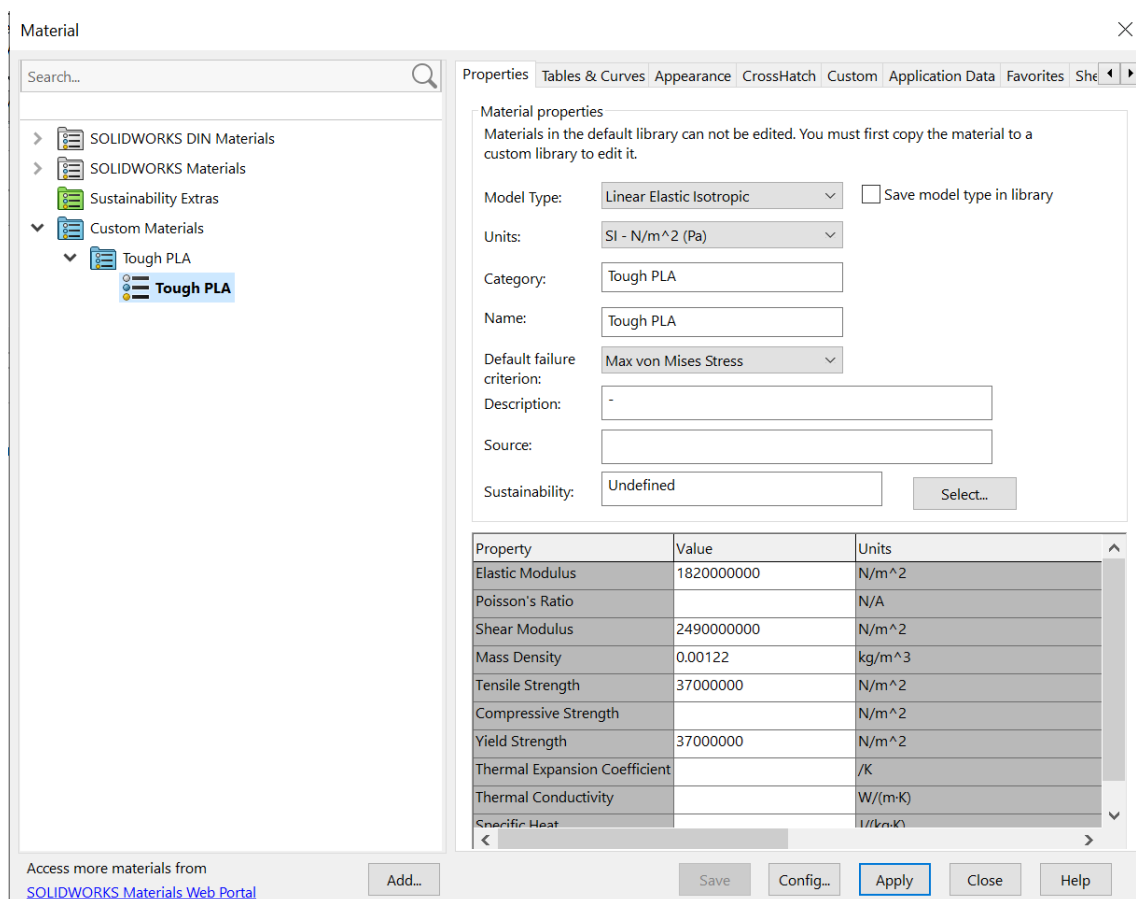 Material
Search...
SOLIDWORKS DIN Materials
SOLIDWORKS Materials
Sustainability Extras
Custom Materials
Tough PLA
Tough PLA
Access more materials from
SOLIDWORKS Materials Web Portal
Add...
Properties Tables & Curves Appearance CrossHatch Custom Application Data Favorites She
Material properties
Materials in the default library can not be edited. You must first copy the material to a
custom library to edit it.
Model Type: Linear Elastic Isotropic Save model type in library
Units: SI - N/m^2 (Pa)
Category: Tough PLA
Name: Tough PLA
Default failure
criterion: Max von Mises Stress
Description: -
Source:
Sustainability: Undefined Select...
Property Value Units
Elastic Modulus 1820000000 N/m^2
Poisson's Ratio N/A
Shear Modulus 2490000000 N/m^2
Mass Density 0.00122 kg/m^3
Tensile Strength 37000000 N/m^2
Compressive Strength N/m^2
Yield Strength 37000000 N/m^2
Thermal Expansion Coefficient /K
Thermal Conductivity W/(m·K)
Specific Heat J/(kg·K)
Save Config... Apply Close Help